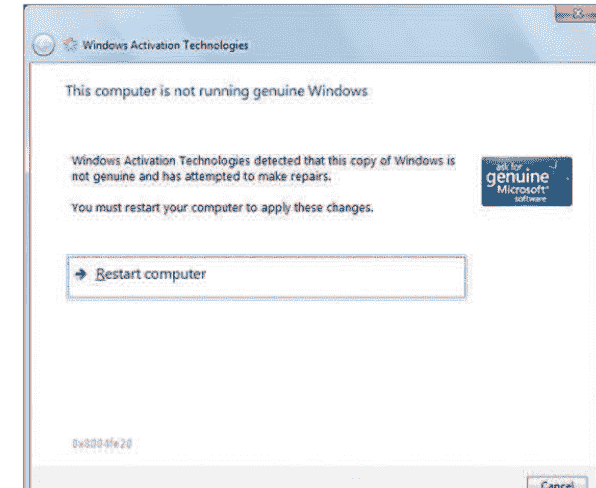 Windows Activation Technologies
This computer is not running genuine Windows
Windows Activation Technologies detected that this copy of Windows is
not genuine and has attempted to make repairs.
ask for
genuine
Microsoft®
software
You must restart your computer to apply these changes.
Restart computer
0x8004fe20
Cancel